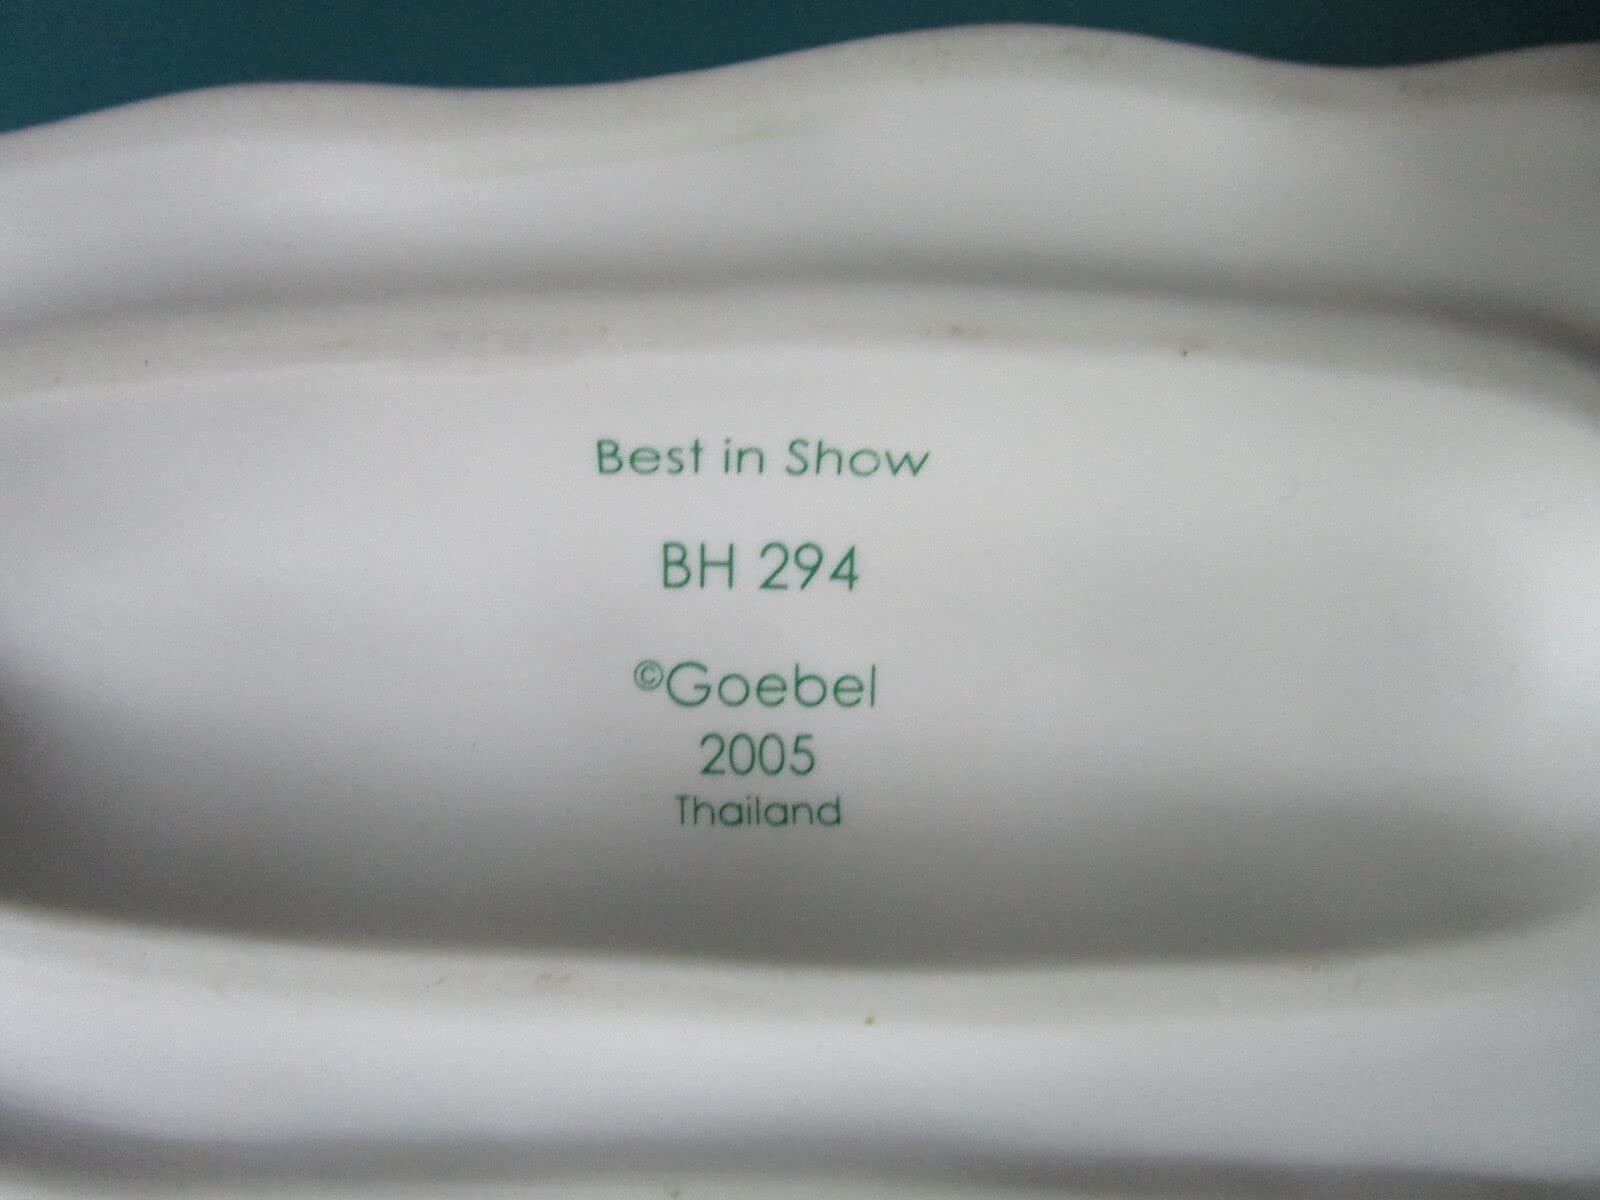 Best in Show
BH 294
©Goebel
2005
Thailand